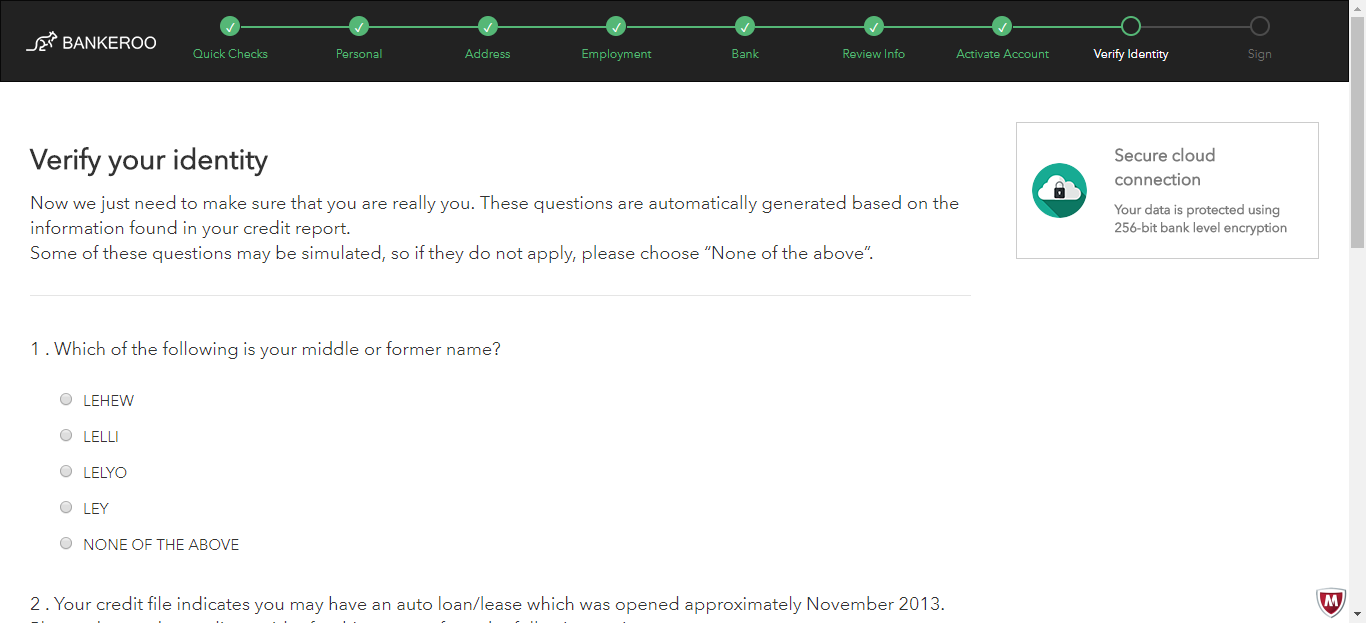 BANKEROO
Quick Checks
Personal
Address
Employment
Bank
Review Info
Activate Account
Verify Identity
Sign
Verify your identity
Now we just need to make sure that you are really you. These questions are automatically generated based on the
information found in your credit report.
Some of these questions may be simulated, so if they do not apply, please choose “None of the above”.
Secure cloud
connection
Your data is protected using
256-bit bank level encryption
1 . Which of the following is your middle or former name?
LEHEW
LELLI
LELYO
LEY
NONE OF THE ABOVE
2 . Your credit file indicates you may have an auto loan/lease which was opened approximately November 2013.